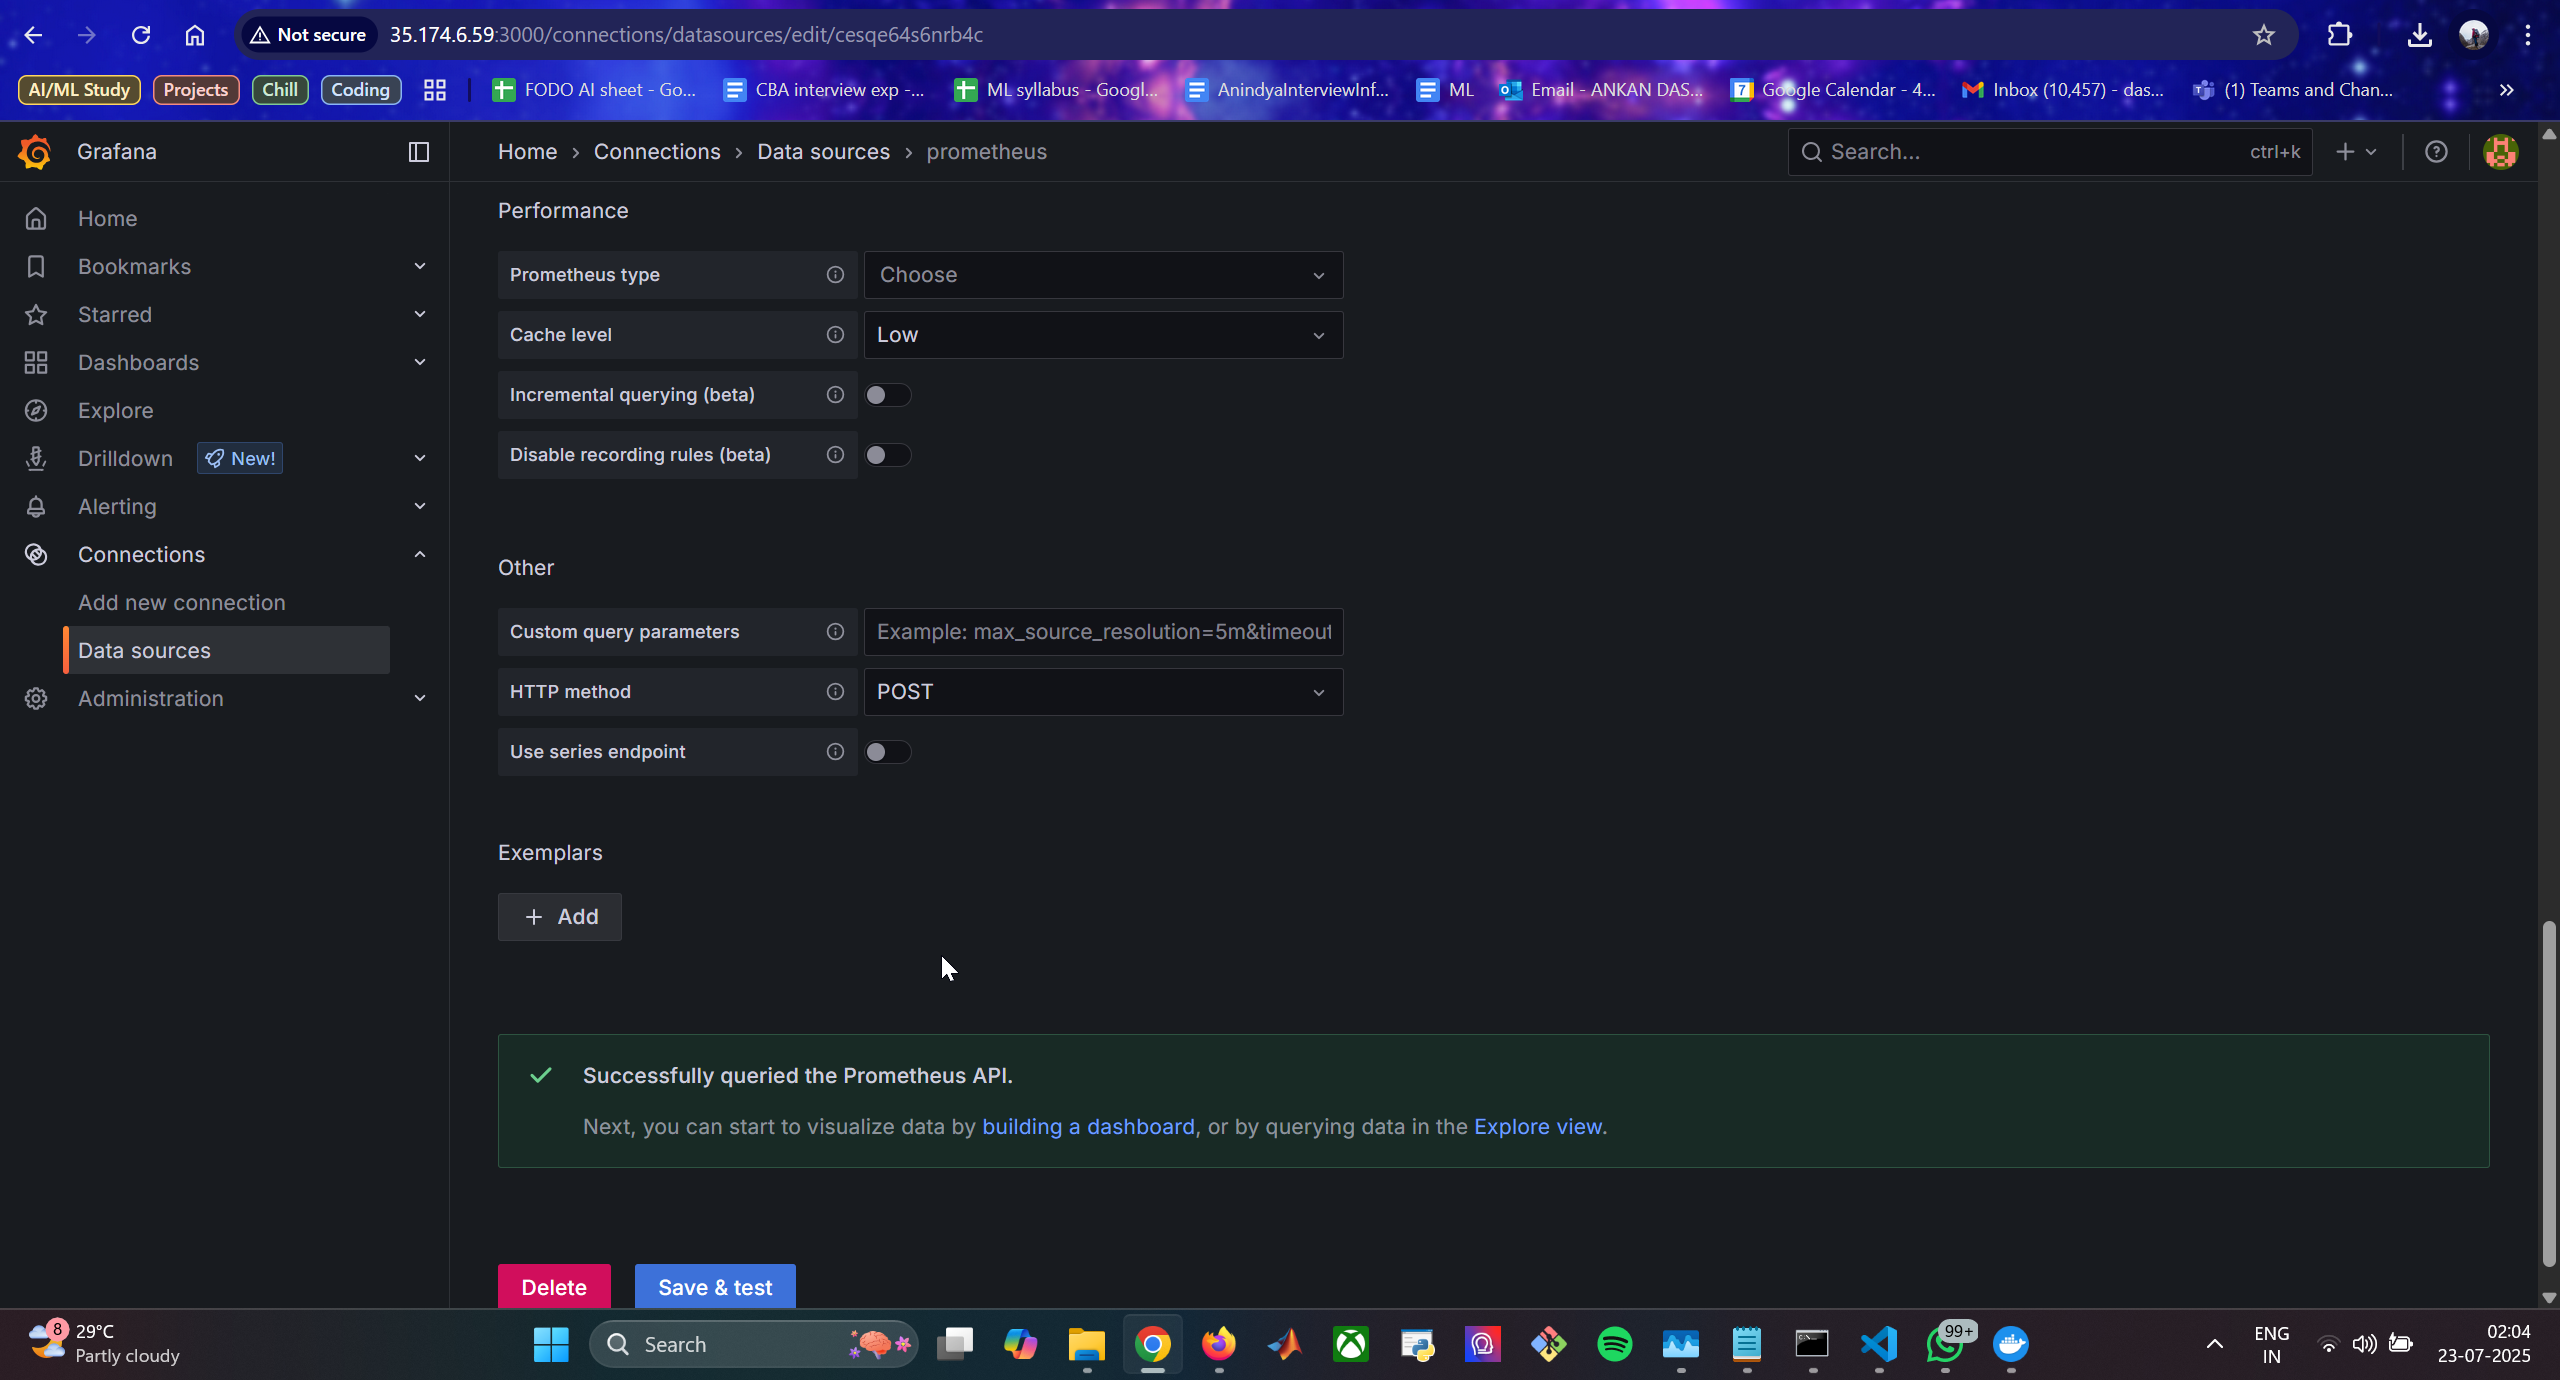 Not secure
35.174.6.59:3000/connections/datasources/edit/cesqe64s6nrb4c
AI/ML Study
Projects
Chill
Coding
FODO AI sheet - Go...
CBA interview exp -...
ML syllabus - Googl...
AnindyaInterviewInf...
ML
Email - ANKAN DAS...
7
Google Calendar - 4...
Inbox (10,457) - das...
(1) Teams and Chan...
Grafana
Home › Connections › Data sources › prometheus
Search...
ctrl+k
Home
Bookmarks
Starred
Dashboards
Explore
Drilldown
New!
Alerting
Connections
Add new connection
Data sources
Administration
Performance
Prometheus type
Choose
Cache level
Low
Incremental querying (beta)
Disable recording rules (beta)
Other
Custom query parameters
Example: max_source_resolution=5m&timeout
HTTP method
POST
Use series endpoint
Exemplars
+ Add
Successfully queried the Prometheus API.
Next, you can start to visualize data by building a dashboard, or by querying data in the Explore view.
Delete
Save & test
8
29°C
Partly cloudy
Search
99+
ENG
IN
02:04
23-07-2025